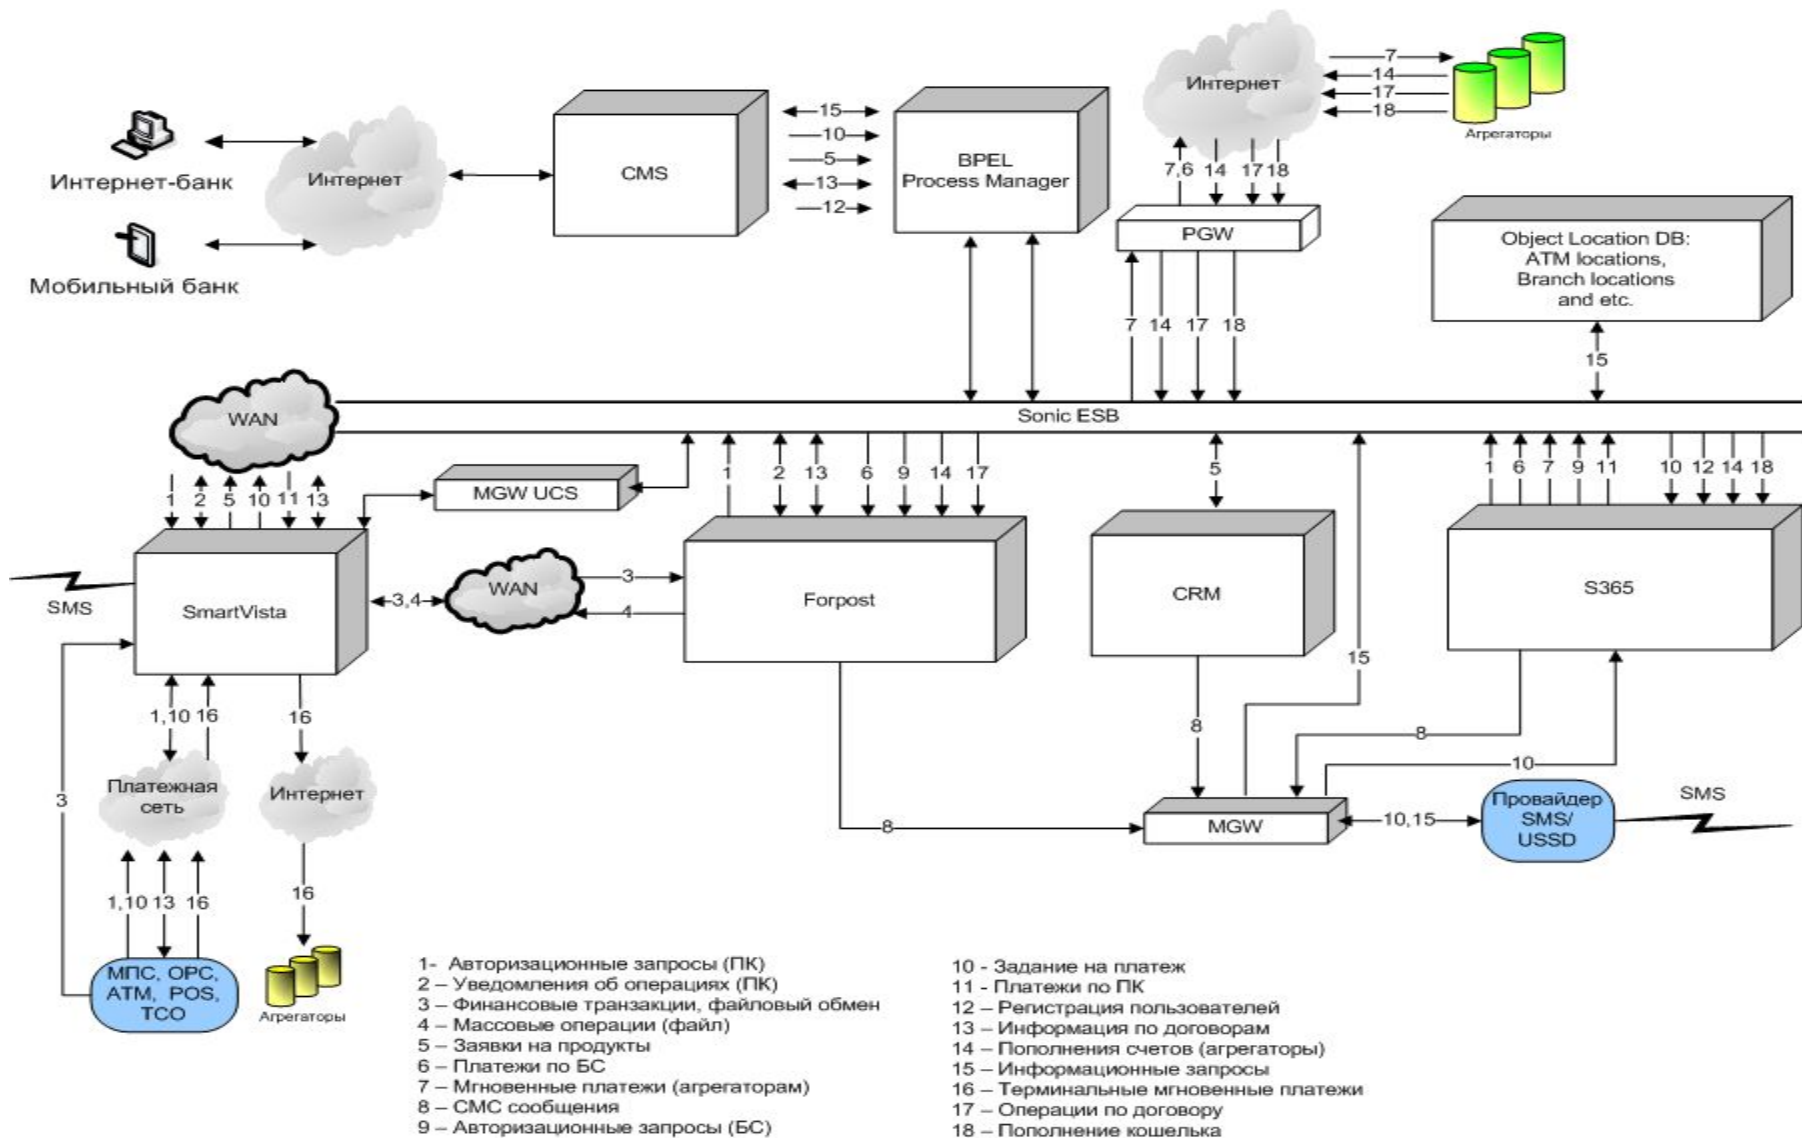 Интернет
7
14
17
18
Агрегаторы
Интернет-банк
Мобильный банк
Интернет
CMS
15
10
5
13
12
BPEL
Process Manager
7,6
14
17
18
PGW
Object Location DB:
ATM locations,
Branch locations
and etc.
7
14
17
18
15
WAN
Sonic ESB
1
2
5
10
11
13
MGW UCS
1
2
13
6
9
14
17
5
1
6
7
9
11
10
12
14
18
SMS
SmartVista
3,4
WAN
3
4
Forpost
CRM
S365
15
1,10
16
16
8
8
10
Платежная
сеть
Интернет
3
8
MGW
10,15
Провайдер
SMS/
USSD
SMS
1,10
13
16
16
МПС, ОРС,
ATM, POS,
ТСО
Агрегаторы
1- Авторизационные запросы (ПК)
2 – Уведомления об операциях (ПК)
3 – Финансовые транзакции, файловый обмен
4 – Массовые операции (файл)
5 – Заявки на продукты
6 – Платежи по БС
7 – Мгновенные платежи (агрегаторам)
8 – СМС сообщения
9 – Авторизационные запросы (БС)
10 - Задание на платеж
11 - Платежи по ПК
12 – Регистрация пользователей
13 – Информация по договорам
14 – Пополнения счетов (агрегаторы)
15 – Информационные запросы
16 – Терминальные мгновенные платежи
17 – Операции по договору
18 – Пополнение кошелька